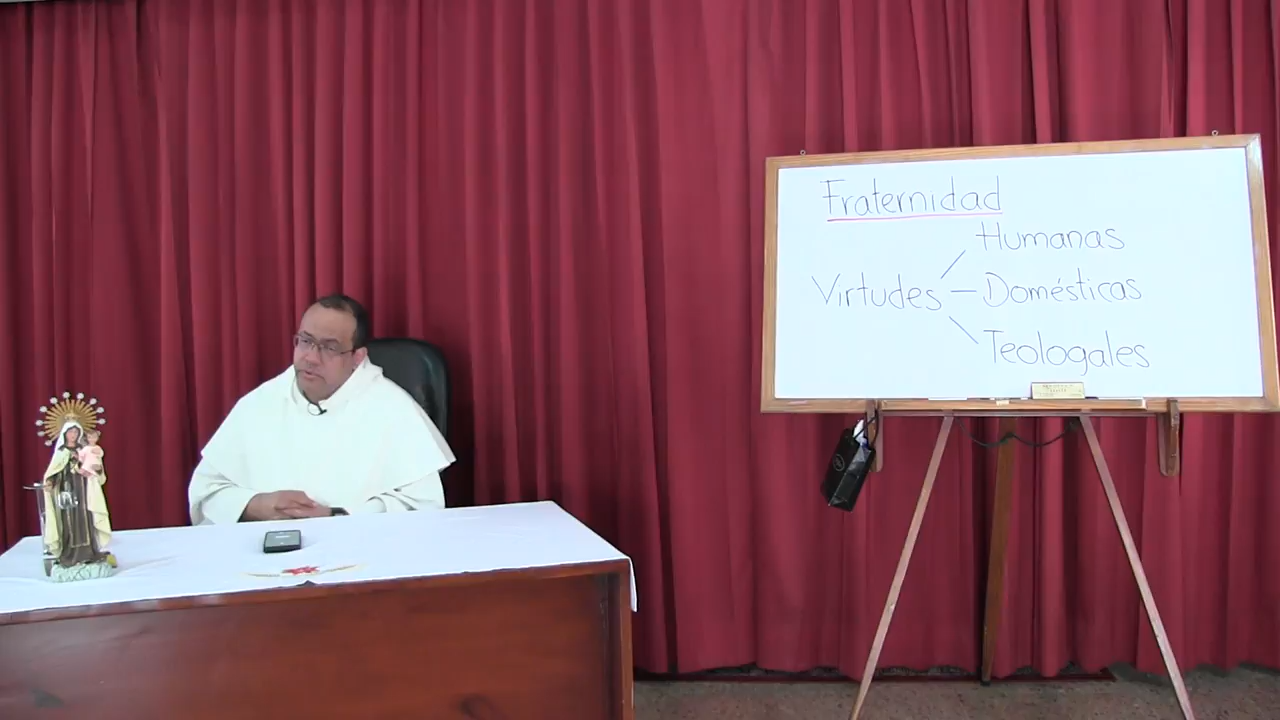 Fraternidad
Humanas
Virtudes — Domésticas
Teologales